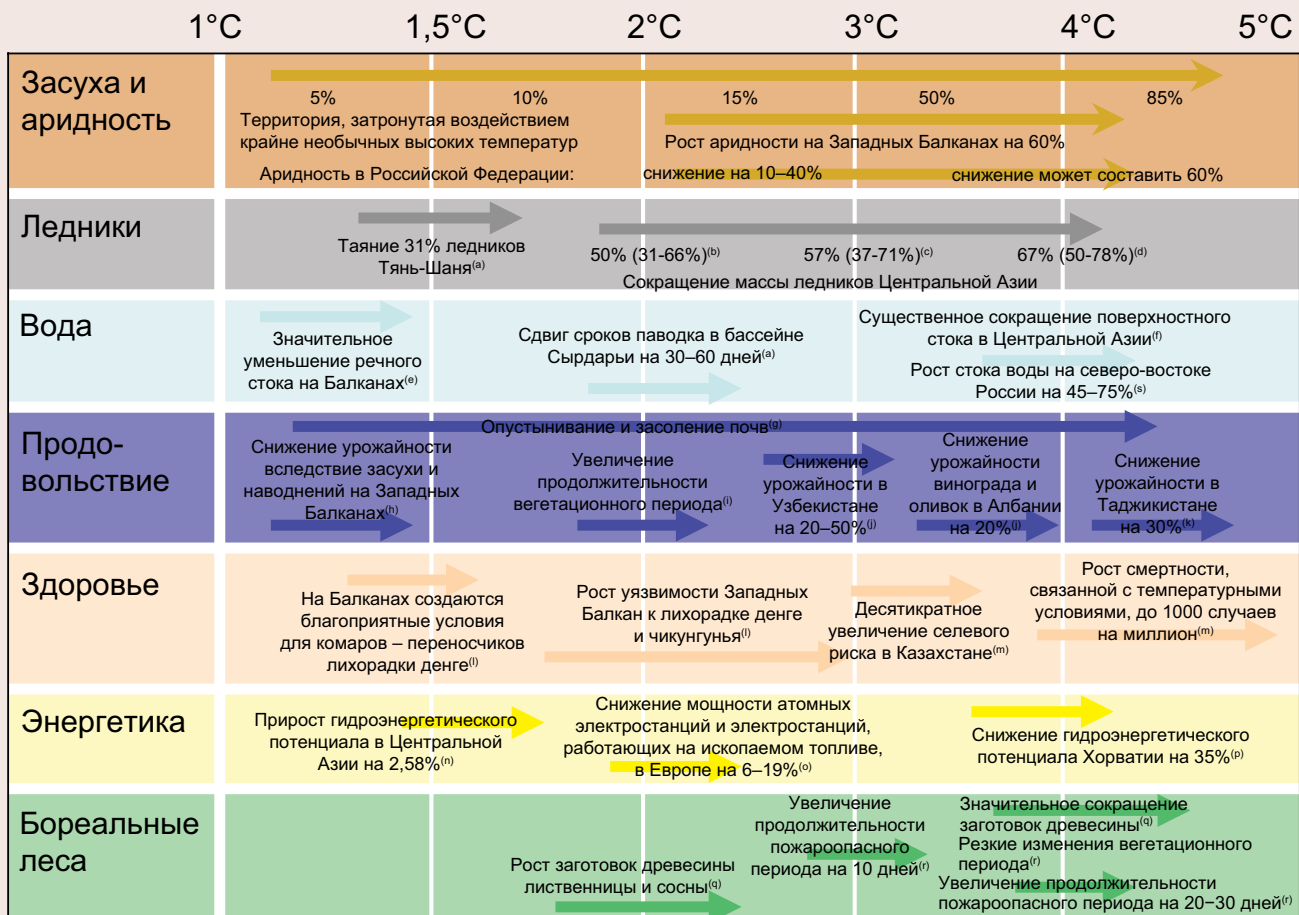 1°C 1,5°C 2°C 3°C 4°C 5°C
Засуха и
аридность
5% 10% 15% 50% 85%
Территория, затронутая воздействием
крайне необычных высоких температур
Рост аридности на Западных Балканах на 60%
Аридность в Российской Федерации: снижение на 10–40% снижение может составить 60%
Ледники
Таяние 31% ледников
Тянь-Шаня(a)
50% (31-66%)(b) 57% (37-71%)(c) 67% (50-78%)(d)
Сокращение массы ледников Центральной Азии
Вода
Значительное
уменьшение речного
стока на Балканах(e)
Сдвиг сроков паводка в бассейне
Сырдарьи на 30–60 дней(a)
Существенное сокращение поверхностного
стока в Центральной Азии(f)
Рост стока воды на северо-востоке
России на 45–75%(s)
Продо-
вольствие
Опустынивание и засоление почв(g)
Снижение урожайности
вследствие засухи и
наводнений на Западных
Балканах(h)
Увеличение
продолжительности
вегетационного периода(i)
Снижение
урожайности в
Узбекистане
на 20–50%(j)
Снижение
урожайности
винограда и
оливок в Албании
на 20%(j)
Снижение
урожайности в
Таджикистане
на 30%(k)
Здоровье
На Балканах создаются
благоприятные условия
для комаров – переносчиков
лихорадки денге(l)
Рост уязвимости Западных
Балкан к лихорадке денге
и чикунгунья(l)
Десятикратное
увеличение селевого
риска в Казахстане(m)
Рост смертности,
связанной с температурными
условиями, до 1000 случаев
на миллион(m)
Энергетика
Прирост гидроэнергетического
потенциала в Центральной
Азии на 2,58%(n)
Снижение мощности атомных
электростанций и электростанций,
работающих на ископаемом топливе,
в Европе на 6–19%(o)
Снижение гидроэнергетического
потенциала Хорватии на 35%(p)
Бореальные
леса
Рост заготовок древесины
лиственницы и сосны(q)
Увеличение
продолжительности
пожароопасного
периода на 10 дней(r)
Значительное сокращение
заготовок древесины(q)
Резкие изменения вегетационного
периода(r)
Увеличение продолжительности
пожароопасного периода на 20−30 дней(r)